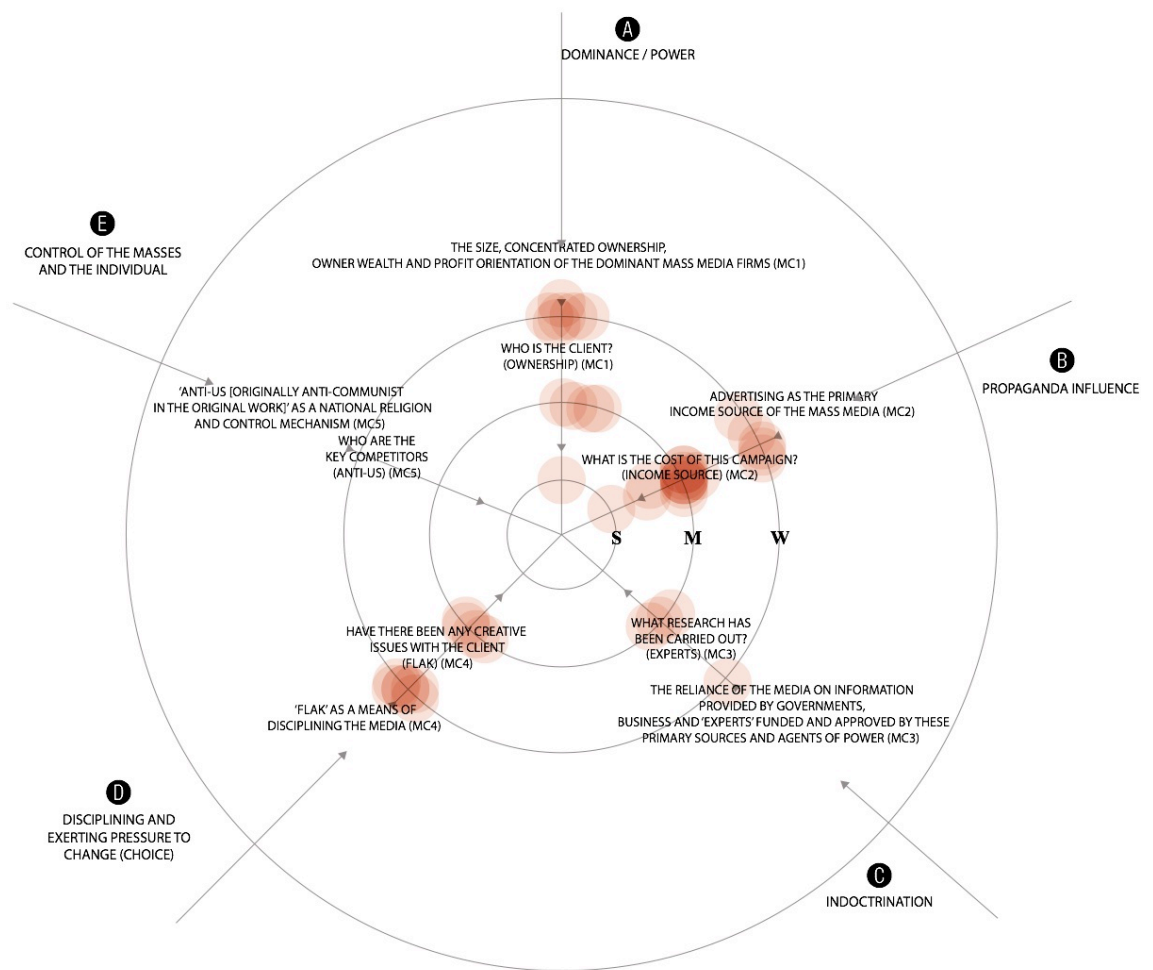 A
DOMINANCE / POWER
E
CONTROL OF THE MASSES
AND THE INDIVIDUAL
THE SIZE, CONCENTRATED OWNERSHIP,
OWNER WEALTH AND PROFIT ORIENTATION OF THE DOMINANT MASS MEDIA FIRMS (MC1)
WHO IS THE CLIENT?
(OWNERSHIP) (MC1)
B
PROPAGANDA INFLUENCE
'ANTI-US [ORIGINALLY ANTI-COMMUNIST
IN THE ORIGINAL WORK]' AS A NATIONAL RELIGION
AND CONTROL MECHANISM (MC5)
ADVERTISING AS THE PRIMARY
INCOME SOURCE OF THE MASS MEDIA (MC2)
WHO ARE THE
KEY COMPETITORS
(ANTI-US) (MC5)
WHAT IS THE COST OF THIS CAMPAIGN?
(INCOME SOURCE) (MC2)
S M W
HAVE THERE BEEN ANY CREATIVE
ISSUES WITH THE CLIENT
(FLAK) (MC4)
WHAT RESEARCH HAS
BEEN CARRIED OUT?
(EXPERTS) (MC3)
'FLAK' AS A MEANS OF
DISCIPLINING THE MEDIA (MC4)
THE RELIANCE OF THE MEDIA ON INFORMATION
PROVIDED BY GOVERNMENTS,
BUSINESS AND 'EXPERTS' FUNDED AND APPROVED BY THESE
PRIMARY SOURCES AND AGENTS OF POWER (MC3)
D
DISCIPLINING AND
EXERTING PRESSURE TO
CHANGE (CHOICE)
C
INDOCTRINATION